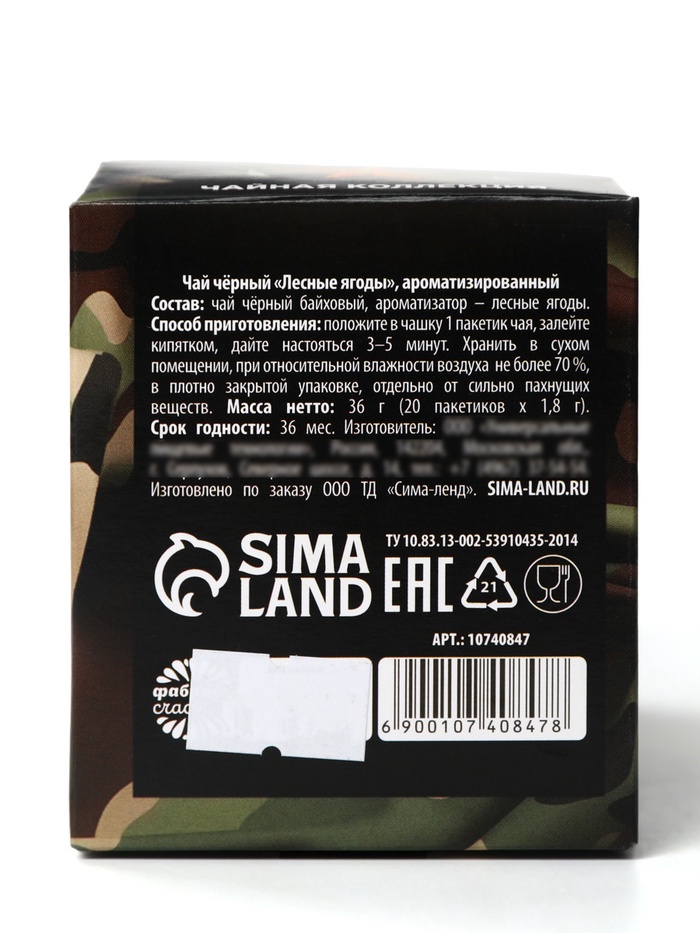 ЧАЙНАЯ КОЛЛЕКЦИЯ
Чай чёрный «Лесные ягоды», ароматизированный
Состав: чай чёрный байховый, ароматизатор – лесные ягоды.
Способ приготовления: положите в чашку 1 пакетик чая, залейте
кипятком, дайте настояться 3–5 минут. Хранить в сухом
помещении, при относительной влажности воздуха не более 70 %,
в плотно закрытой упаковке, отдельно от сильно пахнущих
веществ. Масса нетто: 36 г (20 пакетиков х 1,8 г).
Срок годности: 36 мес. Изготовитель:
Изготовлено по заказу ООО ТД «Сима-ленд». SIMA-LAND.RU
SIMA
LAND
ТУ 10.83.13-002-53910435-2014
EAC
21
АРТ.: 10740847
фаб
счас
6 900107 408478